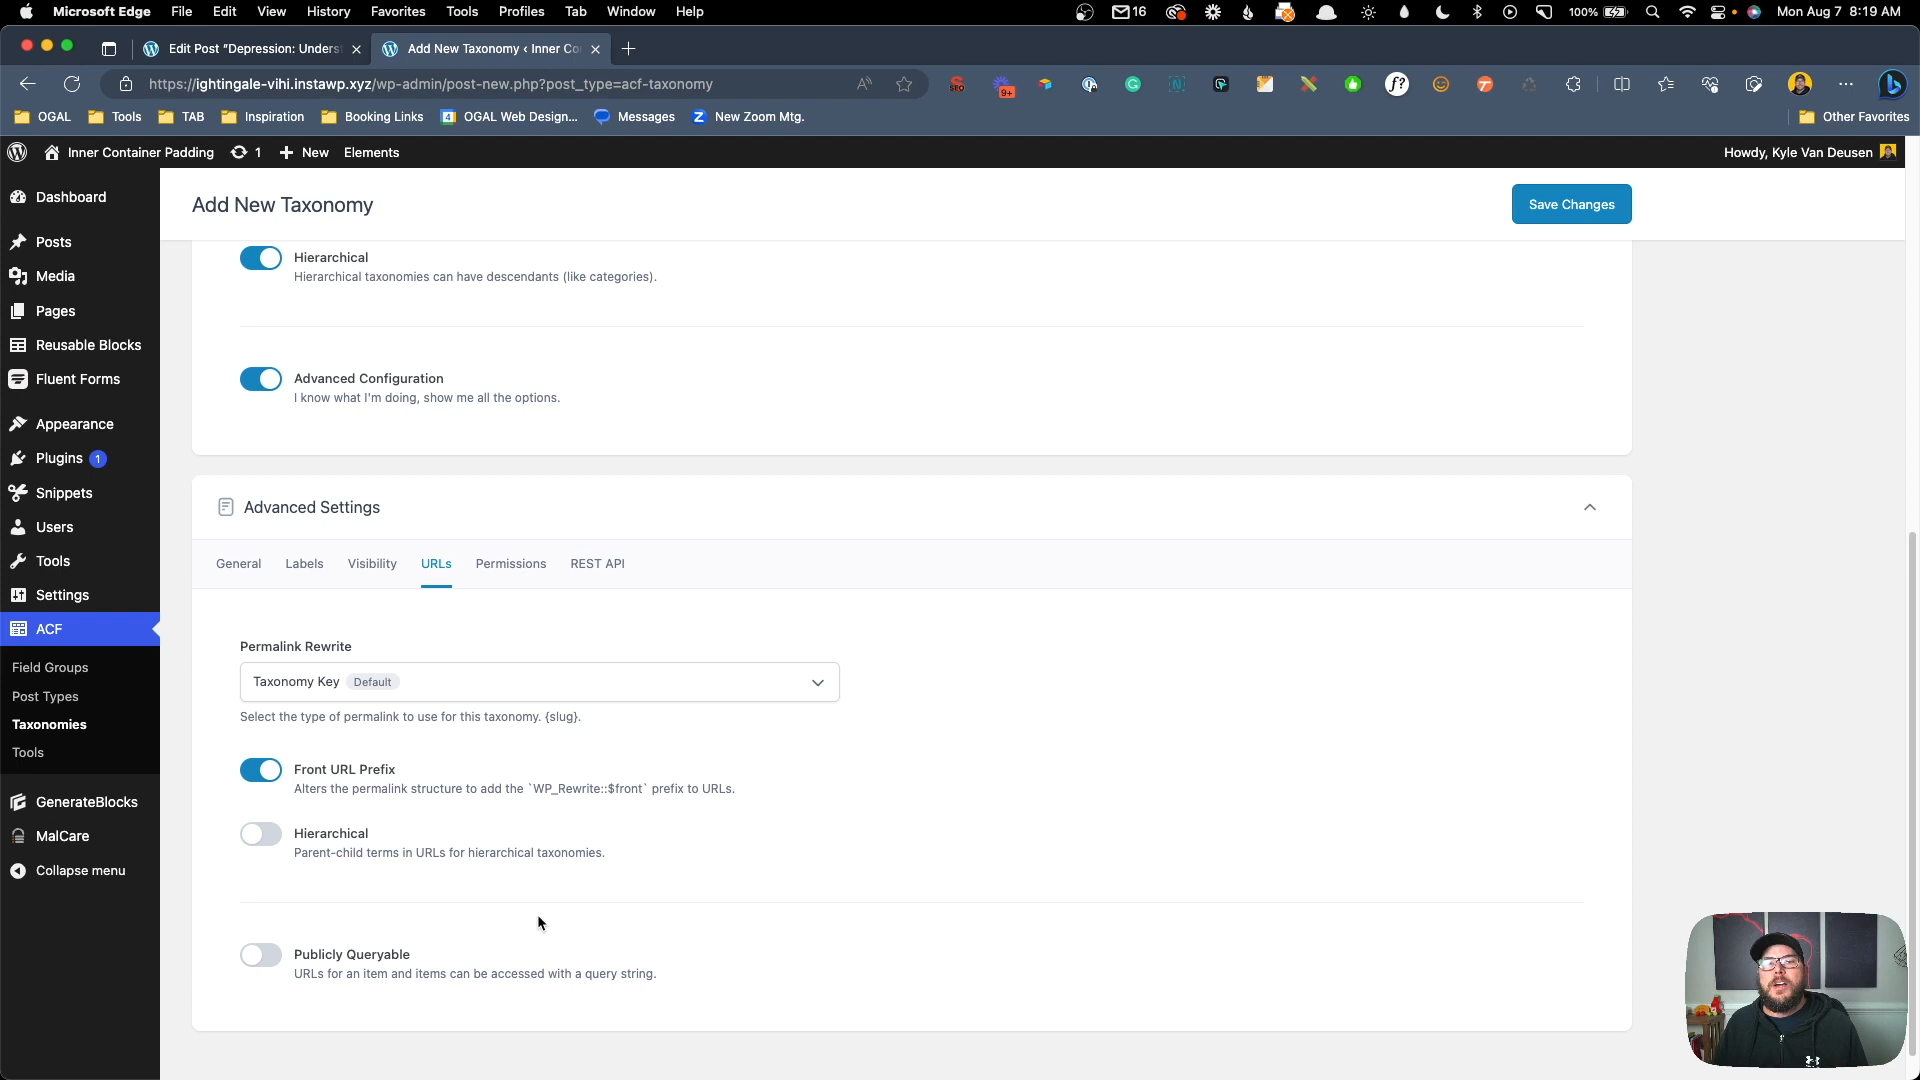 Microsoft Edge File Edit View History Favorites Tools Profiles Tab Window Help 16 100% Mon Aug 7 8:19 AM
Edit Post "Depression: Unders Add New Taxonomy ‹ Inner Co
https://ightingale-vihi.instawp.xyz/wp-admin/post-new.php?post_type=acf-taxonomy
SEO 9+ f?
OGAL Tools TAB Inspiration Booking Links OGAL Web Design... Messages New Zoom Mtg. Other Favorites
Inner Container Padding 1 New Elements Howdy, Kyle Van Deusen
Dashboard
Posts
Media
Pages
Reusable Blocks
Fluent Forms
Appearance
Plugins 1
Snippets
Users
Tools
Settings
ACF
Field Groups
Post Types
Taxonomies
Tools
GenerateBlocks
MalCare
Collapse menu
Add New Taxonomy
Save Changes
Hierarchical
Hierarchical taxonomies can have descendants (like categories).
Advanced Configuration
I know what I'm doing, show me all the options.
Advanced Settings
General Labels Visibility URLs Permissions REST API
Permalink Rewrite
Taxonomy Key Default
Select the type of permalink to use for this taxonomy. {slug}.
Front URL Prefix
Alters the permalink structure to add the `WP_Rewrite::$front` prefix to URLs.
Hierarchical
Parent-child terms in URLs for hierarchical taxonomies.
Publicly Queryable
URLs for an item and items can be accessed with a query string.